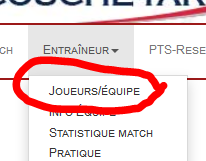 CH
ENTRAÎNEUR
PTS-RESE
JOUEURS/ÉQUIPE
INFO ÉQUIPE
STATISTIQUE MATCH
PRATIQUE